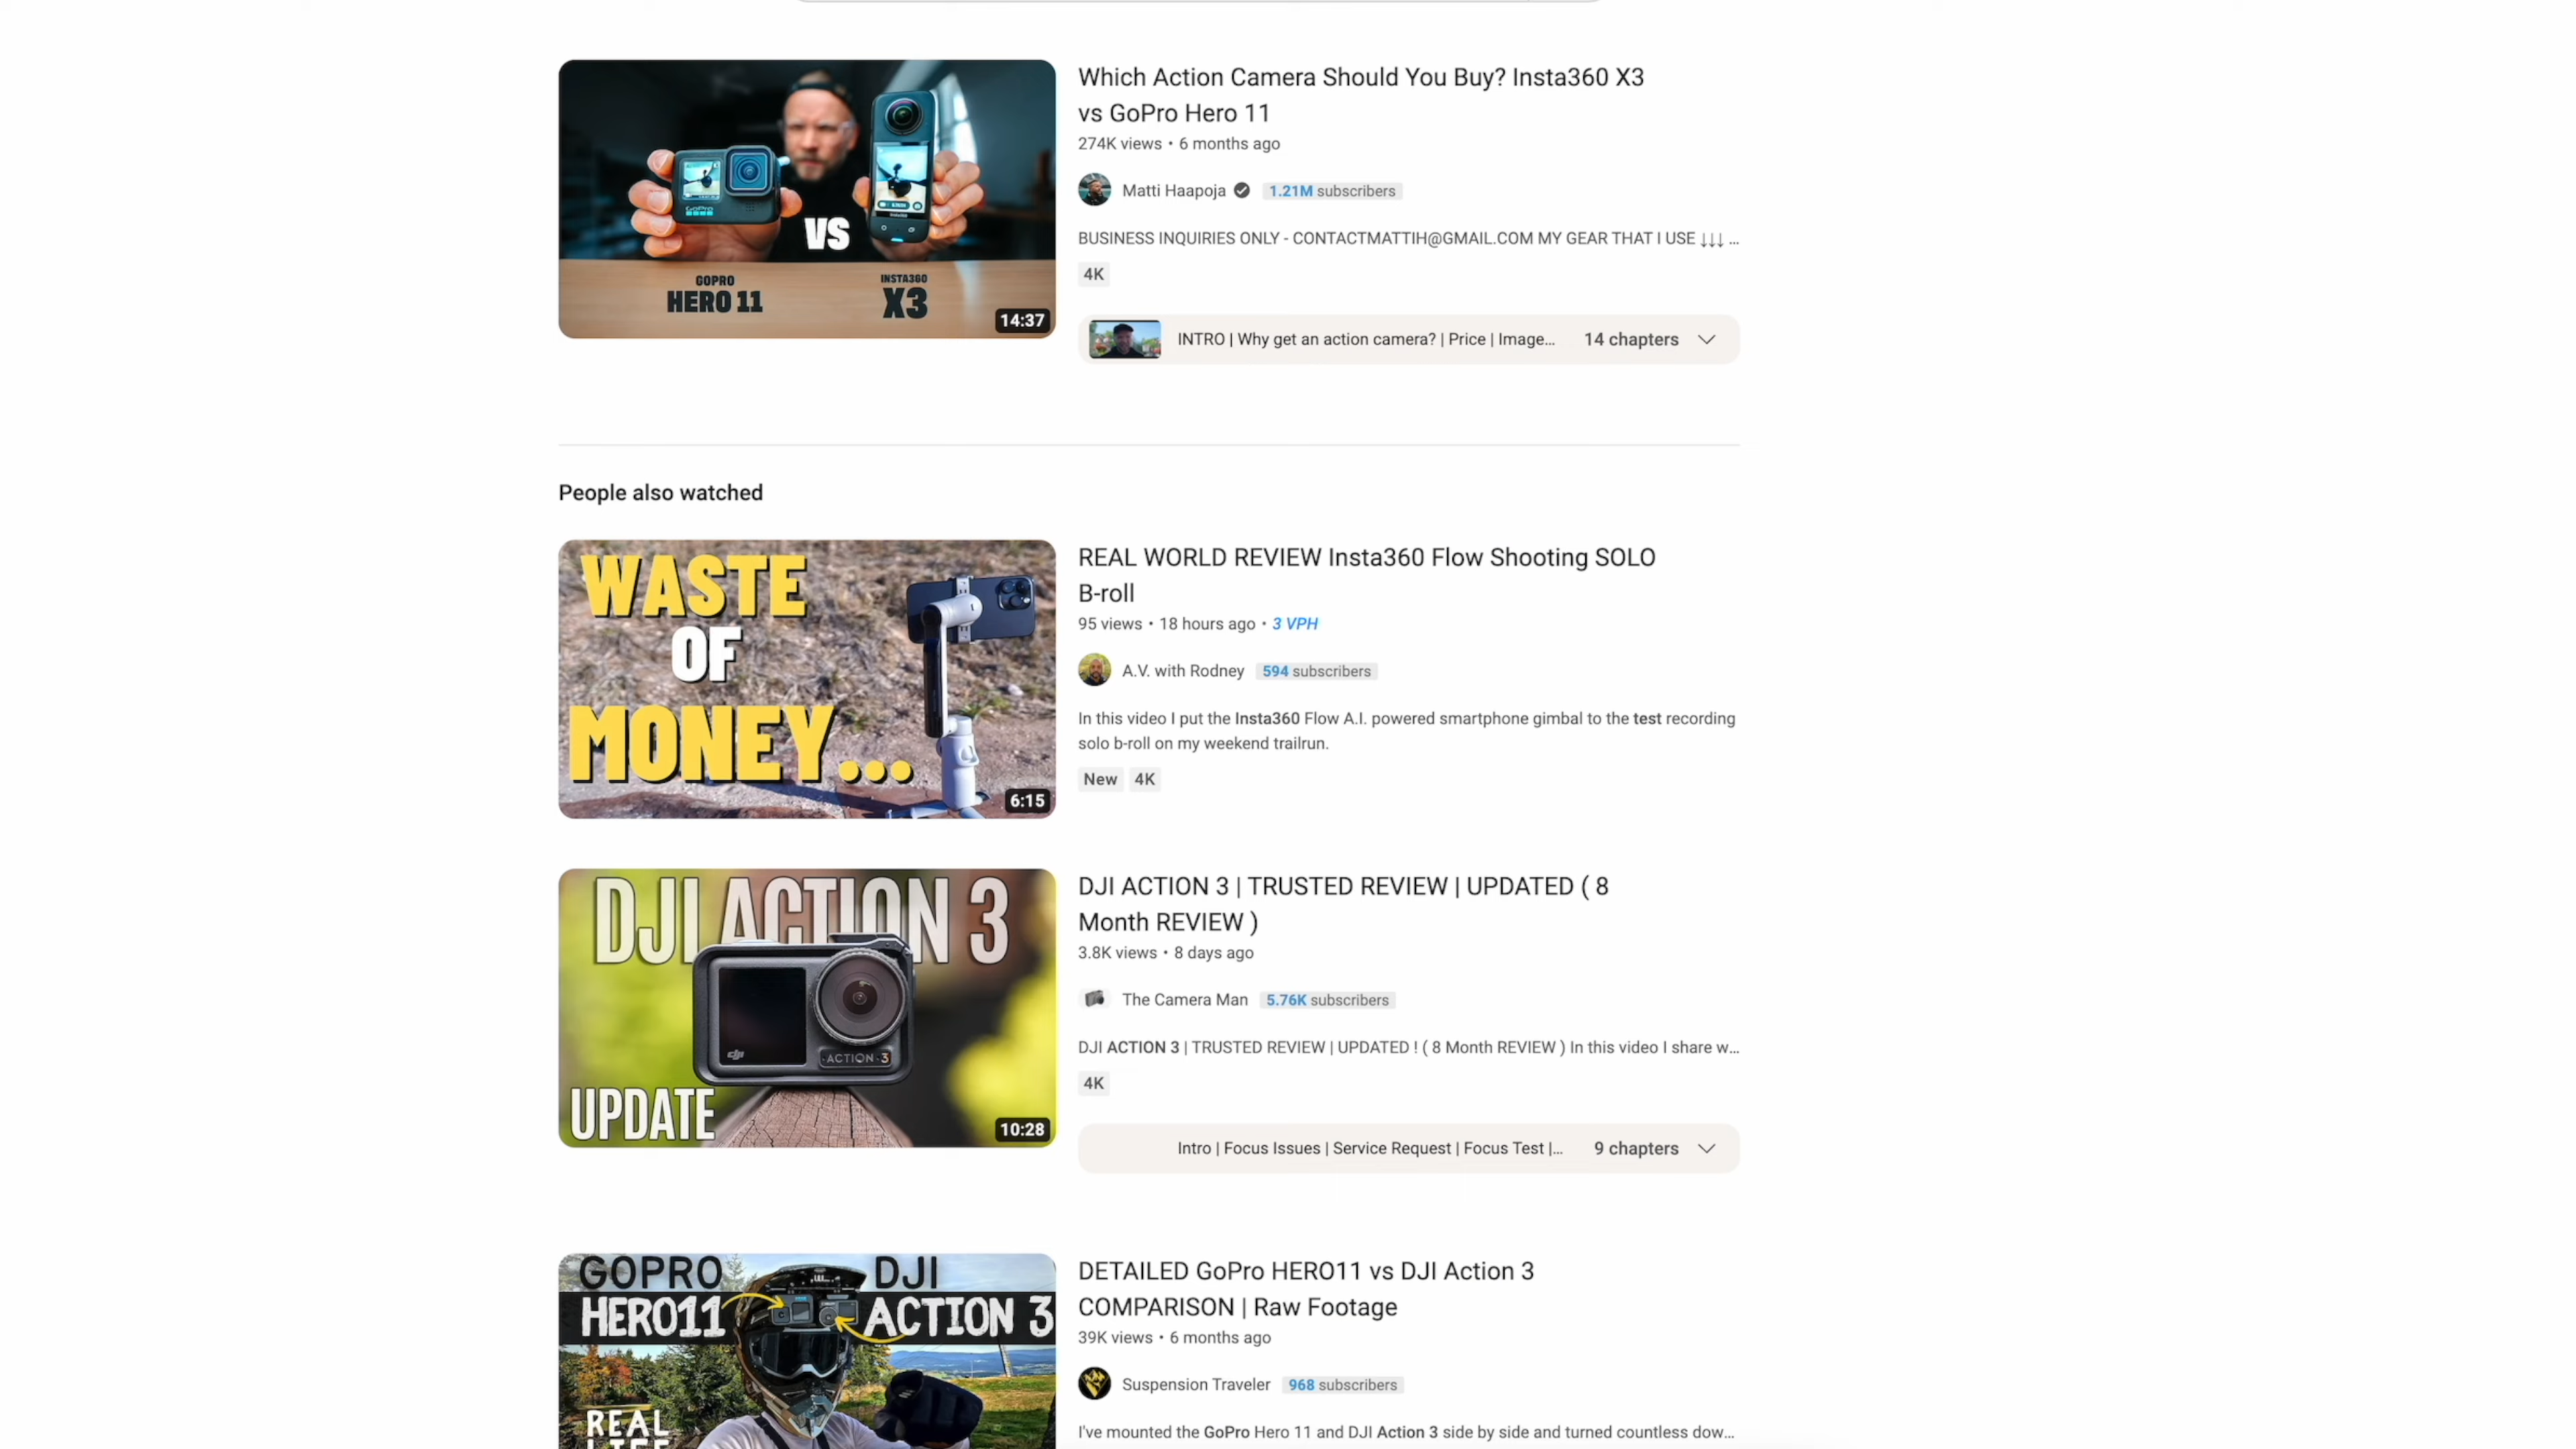 GoPro
VS
GOPRO
HERO 11
INSTA360
X3
14:37
Which Action Camera Should You Buy? Insta360 X3
vs GoPro Hero 11
274K views • 6 months ago
Matti Haapoja
1.21M subscribers
BUSINESS INQUIRIES ONLY - CONTACTMATTIH@GMAIL.COM MY GEAR THAT I USE ↓↓↓ ...
4K
INTRO | Why get an action camera? | Price | Image...
14 chapters
People also watched
WASTE
OF
MONEY...
6:15
REAL WORLD REVIEW Insta360 Flow Shooting SOLO
B-roll
95 views • 18 hours ago • 3 VPH
A.V. with Rodney
594 subscribers
In this video I put the Insta360 Flow A.I. powered smartphone gimbal to the test recording
solo b-roll on my weekend trailrun.
New
4K
DJI ACTION 3
dji
ACTION 3
UPDATE
10:28
DJI ACTION 3 | TRUSTED REVIEW | UPDATED ( 8
Month REVIEW )
3.8K views • 8 days ago
The Camera Man
5.76K subscribers
DJI ACTION 3 | TRUSTED REVIEW | UPDATED ! ( 8 Month REVIEW ) In this video I share w...
4K
Intro | Focus Issues | Service Request | Focus Test |...
9 chapters
GOPRO
HERO11
DJI
ACTION 3
REAL
LIFE
DETAILED GoPro HERO11 vs DJI Action 3
COMPARISON | Raw Footage
39K views • 6 months ago
Suspension Traveler
968 subscribers
I've mounted the GoPro Hero 11 and DJI Action 3 side by side and turned countless dow...